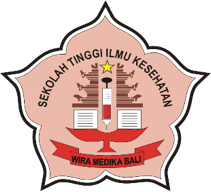 SEKOLAH TINGGI ILMU KESEHATAN
WIRA MEDIKA BALI